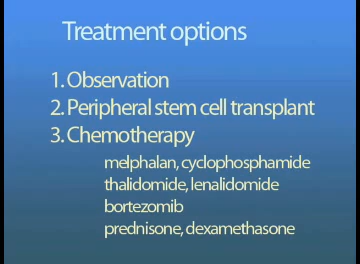 Treatment options
1. Observation
2. Peripheral stem cell transplant
3. Chemotherapy
melphalan, cyclophosphamide
thalidomide, lenalidomide
bortezomib
prednisone, dexamethasone